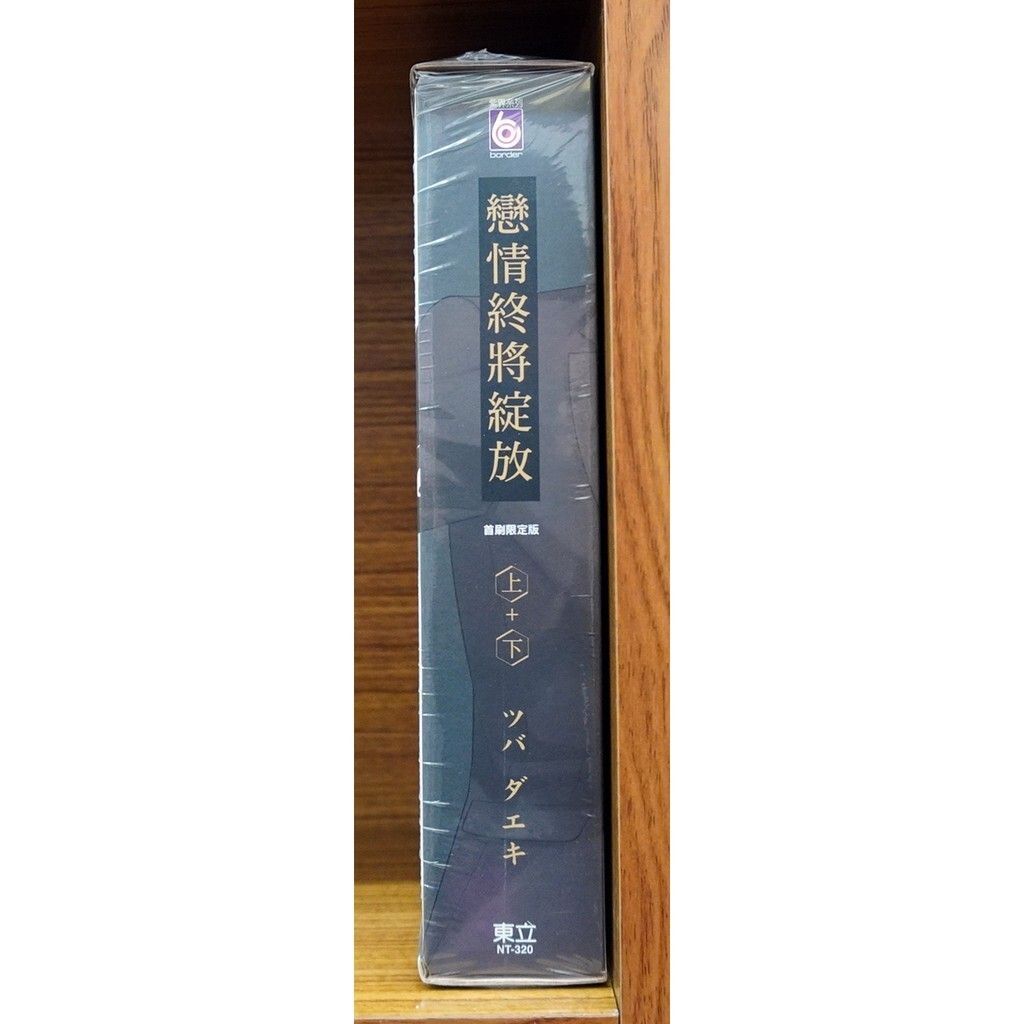 border
戀情終將綻放
首刷限定版
上
+
下
ツバダエキ
東立
NT-320